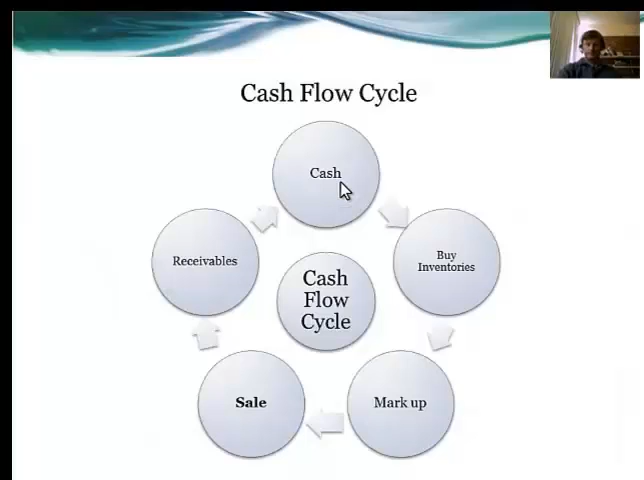 Cash Flow Cycle
Cash
Receivables
Buy
Inventories
Cash
Flow
Cycle
Sale
Mark up